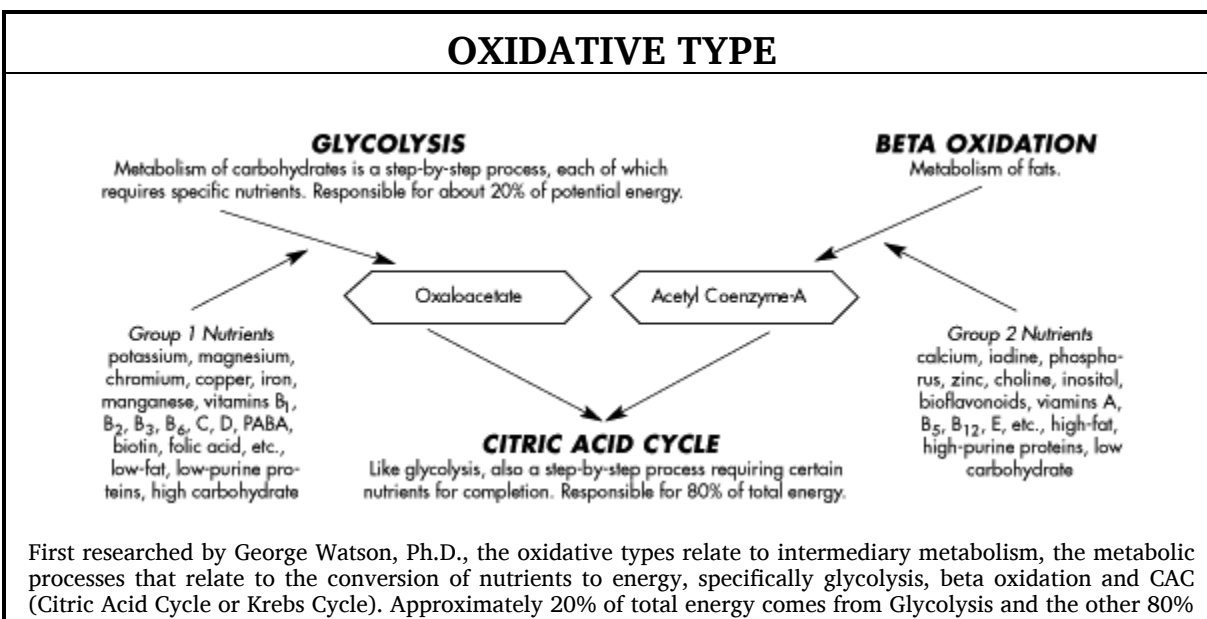 OXIDATIVE TYPE
GLYCOLYSIS
Metabolism of carbohydrates is a step-by-step process, each of which
requires specific nutrients. Responsible for about 20% of potential energy.
BETA OXIDATION
Metabolism of fats.
Oxaloacetate
Acetyl Coenzyme-A
Group 1 Nutrients
potassium, magnesium,
chromium, copper, iron,
manganese, vitamins B1,
B2, B3, B6, C, D, PABA,
biotin, folic acid, etc.,
low-fat, low-purine pro-
teins, high carbohydrate
Group 2 Nutrients
calcium, iodine, phospho-
rus, zinc, choline, inositol,
bioflavonoids, viamins A,
B5, B12, E, etc., high-fat,
high-purine proteins, low
carbohydrate
CITRIC ACID CYCLE
Like glycolysis, also a step-by-step process requiring certain
nutrients for completion. Responsible for 80% of total energy.
First researched by George Watson, Ph.D., the oxidative types relate to intermediary metabolism, the metabolic
processes that relate to the conversion of nutrients to energy, specifically glycolysis, beta oxidation and CAC
(Citric Acid Cycle or Krebs Cycle). Approximately 20% of total energy comes from Glycolysis and the other 80%